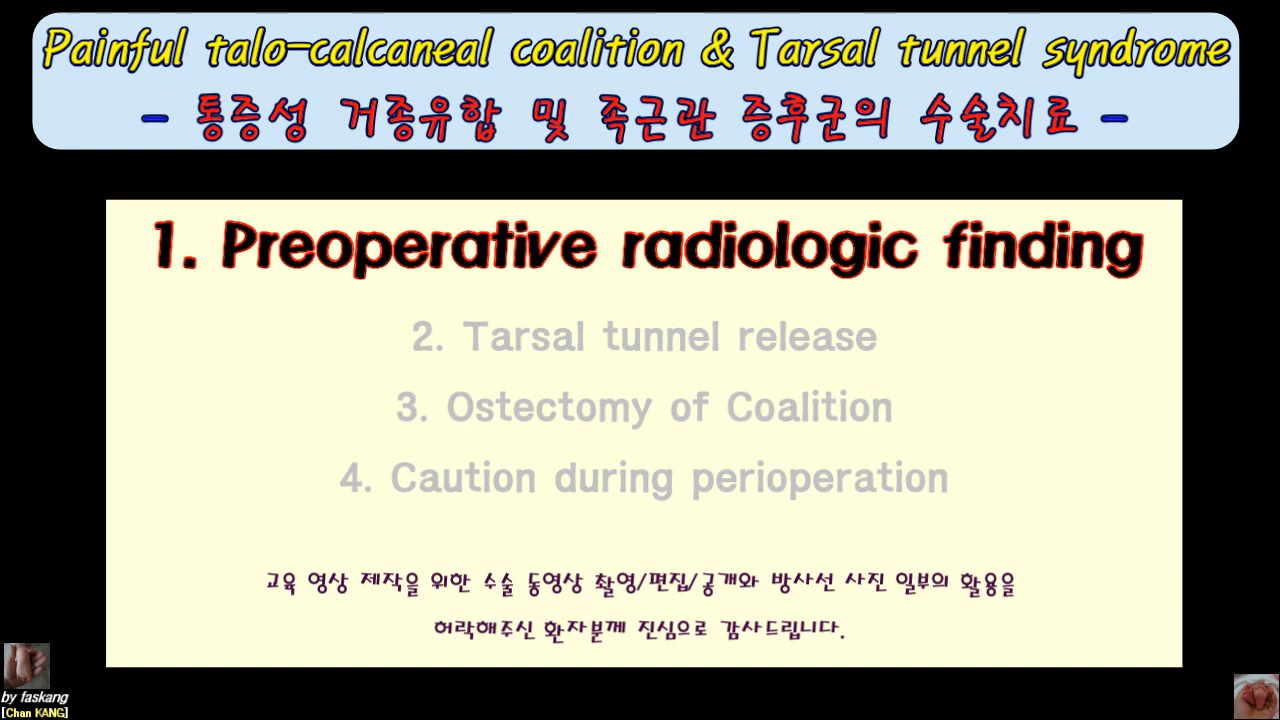 Painful talo-calcaneal coalition & Tarsal tunnel syndrome
- 통증성 거종유합 및 족근관 증후군의 수술치료 -
1. Preoperative radiologic finding
2. Tarsal tunnel release
3. Ostectomy of Coalition
4. Caution during perioperation
교육 영상 제작을 위한 수술 동영상 촬영/편집/공개와 방사선 사진 일부의 활용을
허락해주신 환자분께 진심으로 감사드립니다.
by faskang
[Chan KANG]